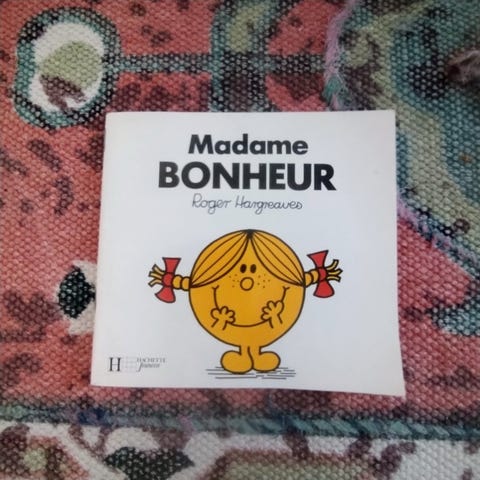 Madame
BONHEUR
Roger Hargreaves
H HACHETTE
Jeunesse